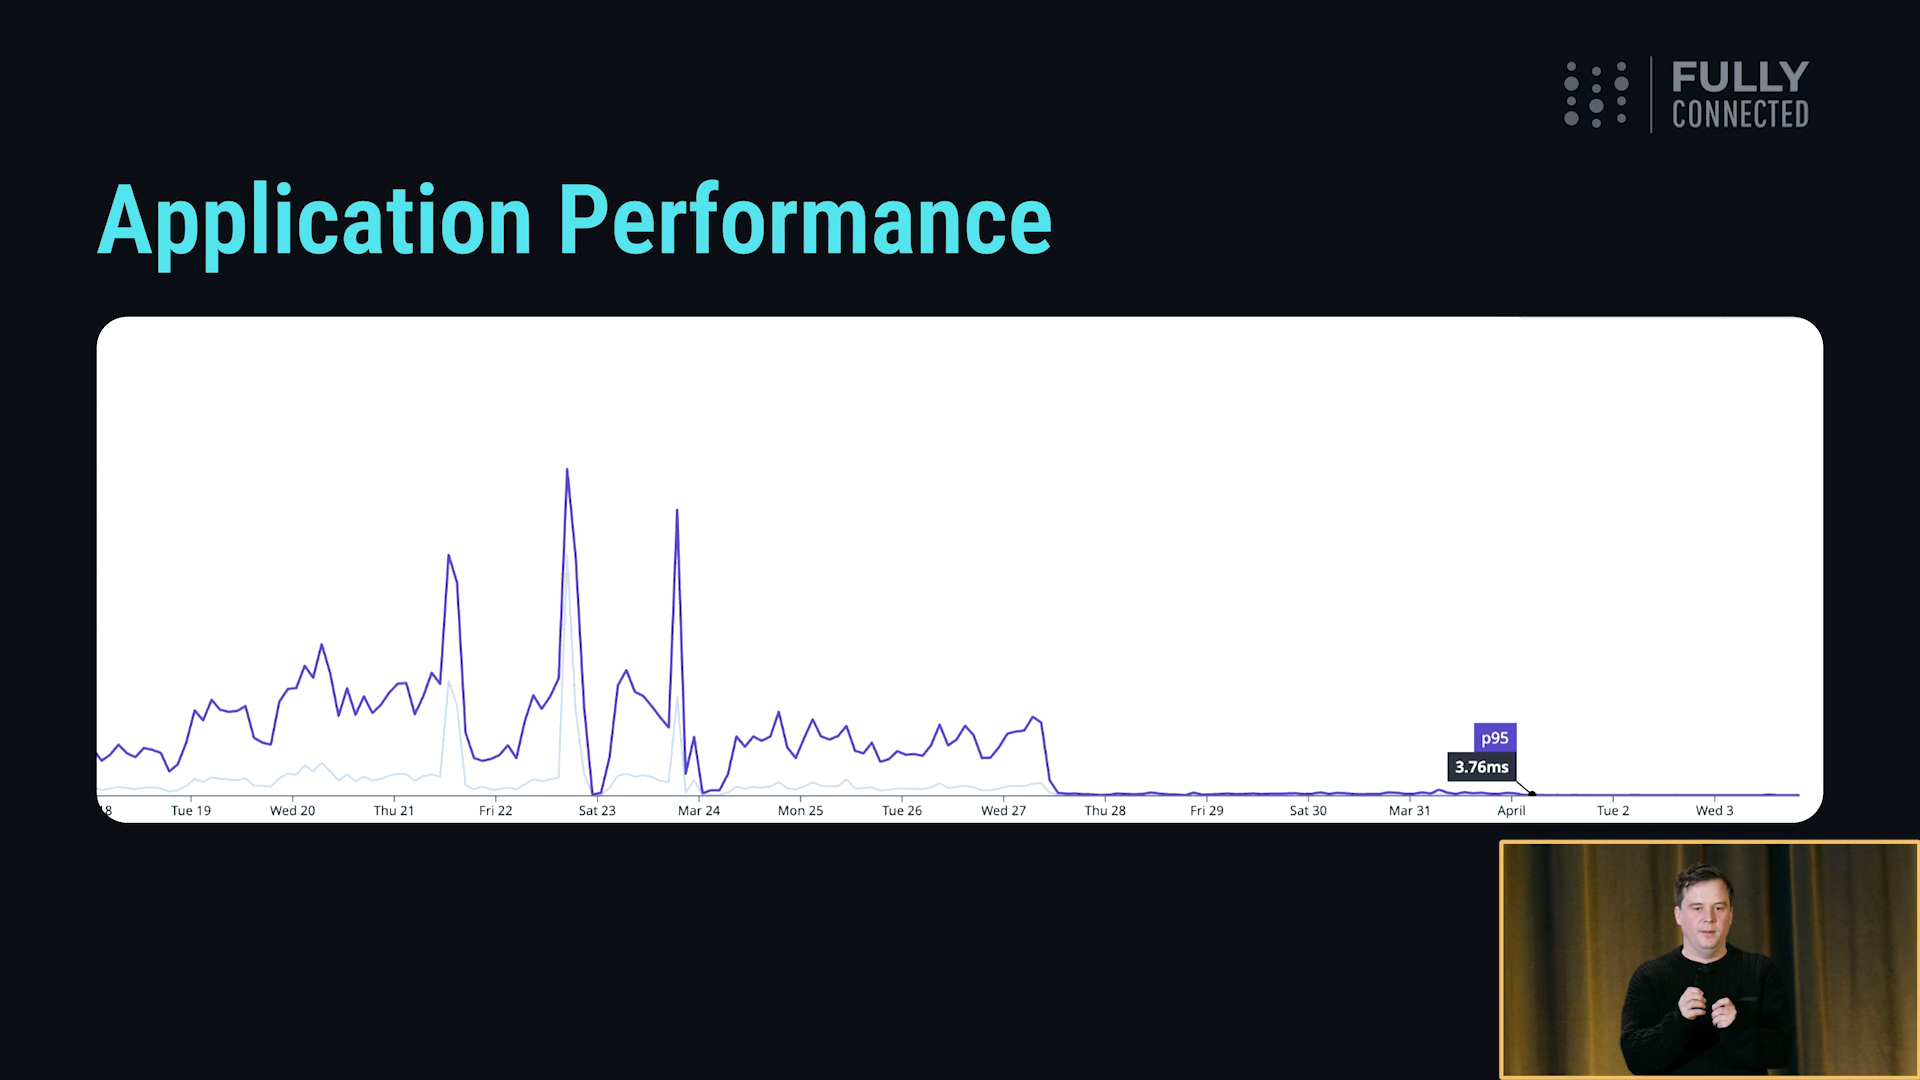 FULLY
CONNECTED
Application Performance
p95
3.76ms
8 Tue 19 Wed 20 Thu 21 Fri 22 Sat 23 Mar 24 Mon 25 Tue 26 Wed 27 Thu 28 Fri 29 Sat 30 Mar 31 April Tue 2 Wed 3